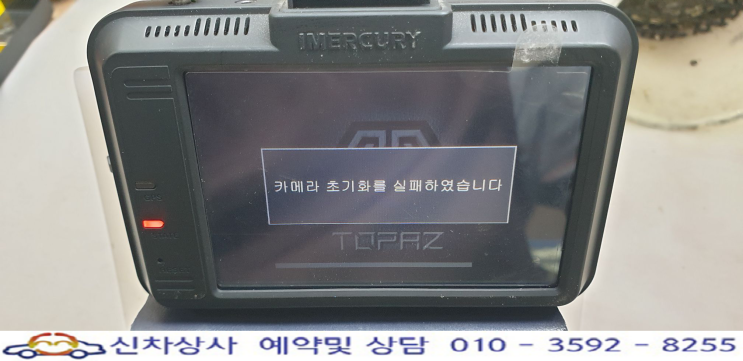 IMERCURY
카메라 초기화를 실패하였습니다
TOPAZ
신차상사 예약및 상담 010 - 3592 - 8255